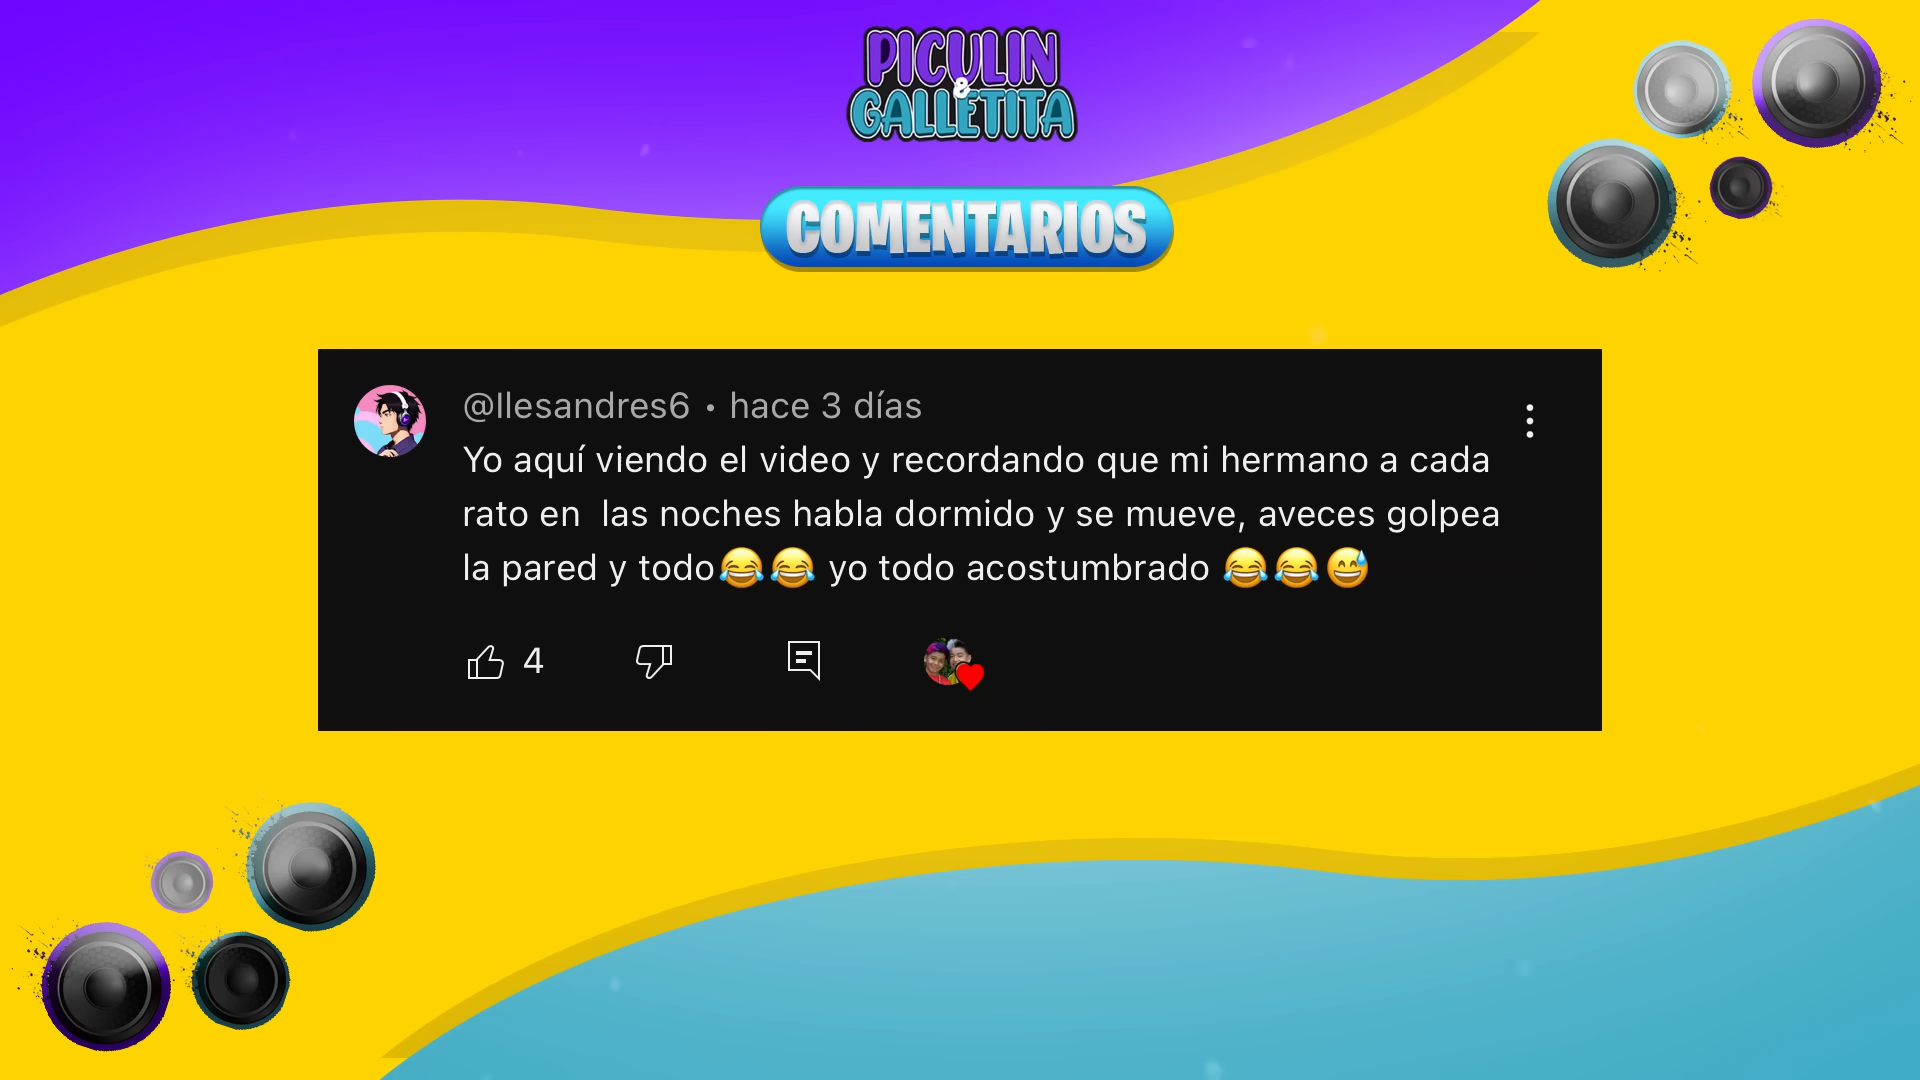 PICULIN
&
GALLETITA
COMENTARIOS
@llesandres6 • hace 3 días
Yo aquí viendo el video y recordando que mi hermano a cada
rato en  las noches habla dormido y se mueve, aveces golpea
la pared y todo😂😂 yo todo acostumbrado 😂😂😅
4